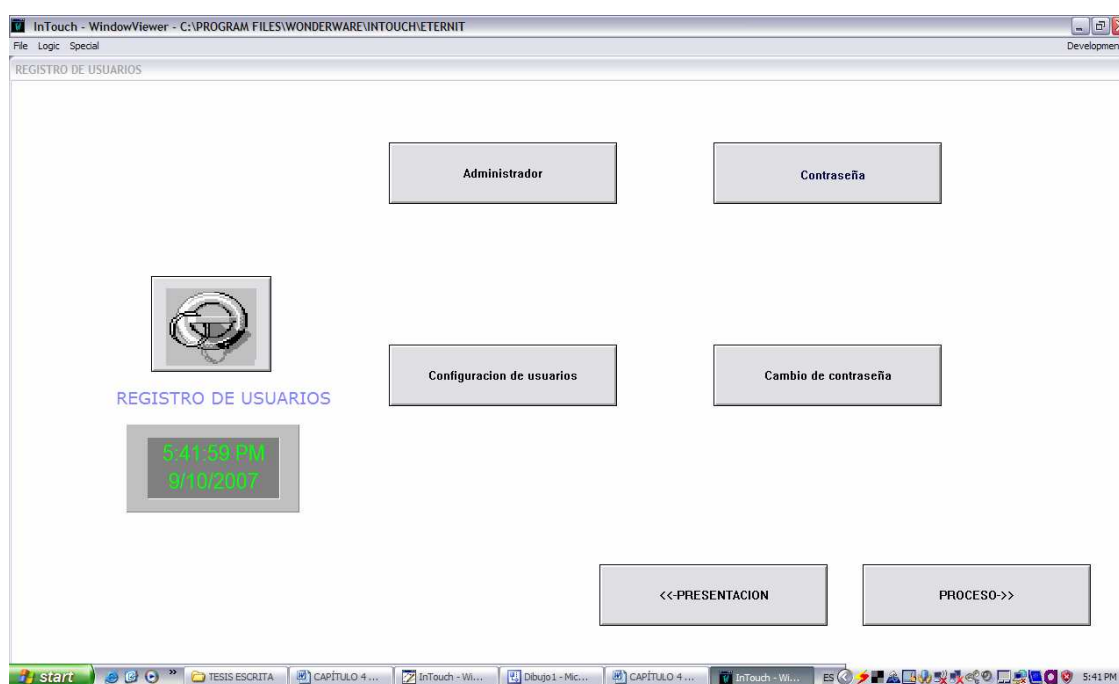 InTouch - WindowViewer - C:\PROGRAM FILES\WONDERWARE\INTOUCH\ETERNIT
File Logic Special Developmen
REGISTRO DE USUARIOS
Administrador
Contraseña
Configuracion de usuarios
Cambio de contraseña
REGISTRO DE USUARIOS
5:41:59 PM
9/10/2007
<<-PRESENTACION
PROCESO->>
start TESIS ESCRITA CAPÍTULO 4 ... InTouch - Wi... Dibujo1 - Mic... CAPÍTULO 4 ... InTouch - Wi... ES 5:41 PM